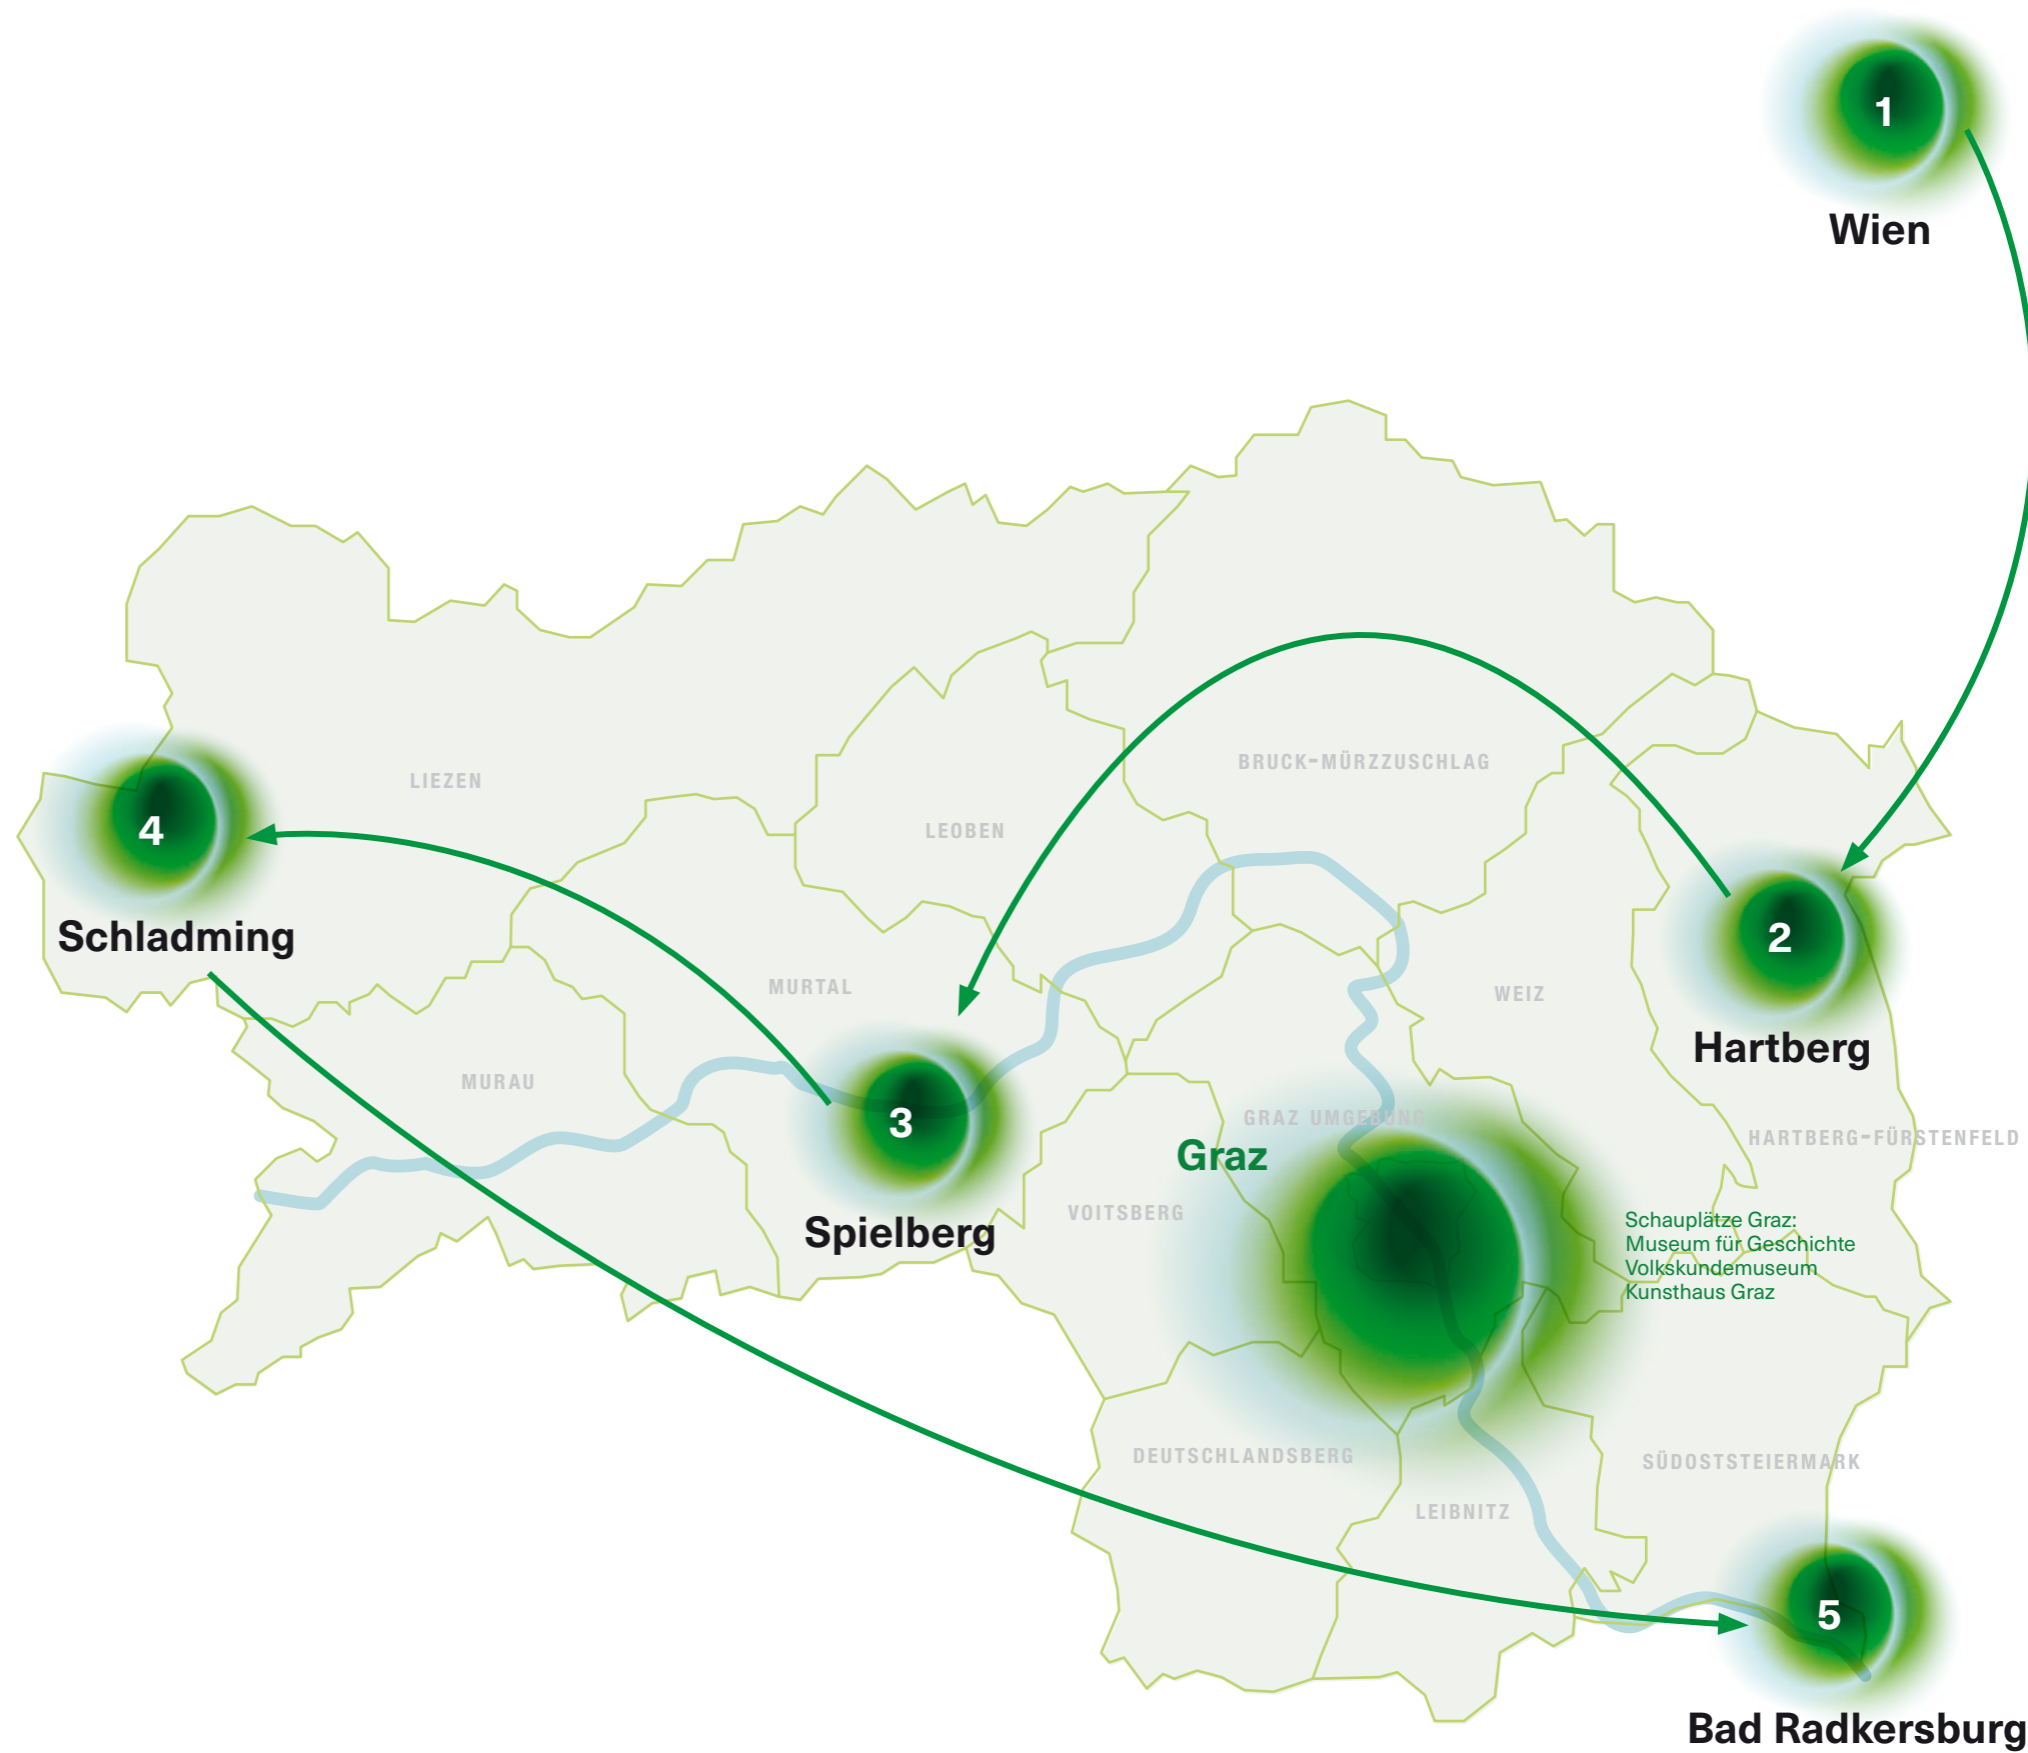 1
Wien
BRUCK-MÜRZZUSCHLAG
LIEZEN
4
LEOBEN
Schladming
2
MURTAL
WEIZ
Hartberg
MURAU
3
GRAZ UMGEBUNG
HARTBERG-FÜRSTENFELD
Graz
VOITSBERG
Spielberg
Schauplätze Graz:
Museum für Geschichte
Volkskundemuseum
Kunsthaus Graz
DEUTSCHLANDSBERG
SÜDOSTSTEIERMARK
LEIBNITZ
5
Bad Radkersburg